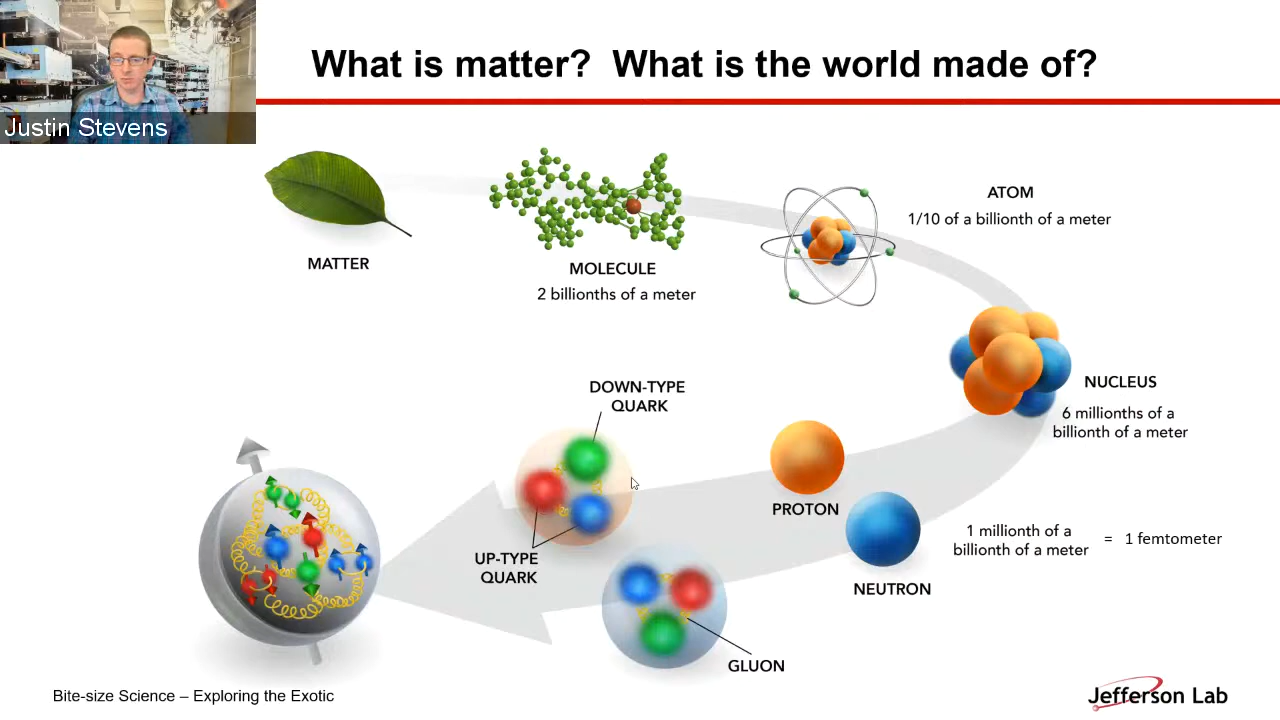 What is matter?  What is the world made of?
Justin Stevens
MATTER
MOLECULE
2 billionths of a meter
ATOM
1/10 of a billionth of a meter
NUCLEUS
6 millionths of a
billionth of a meter
DOWN-TYPE
QUARK
UP-TYPE
QUARK
PROTON
NEUTRON
1 millionth of a
billionth of a meter
= 1 femtometer
GLUON
Bite-size Science – Exploring the Exotic
Jefferson Lab